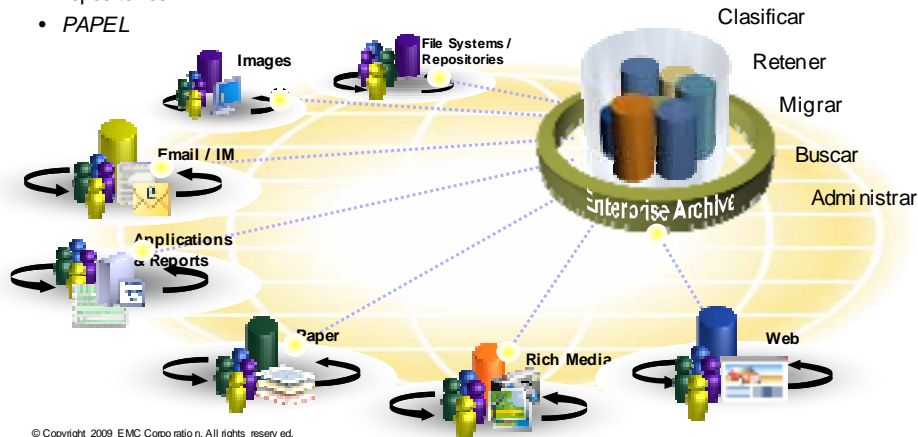 • PAPEL
Clasificar
Retener
Migrar
Buscar
Administrar
File Systems /
Repositories
Images
Email / IM
Applications
& Reports
Paper
Rich Media
Web
Enterprise Archive
© Copyright 2009 EMC Corporation. All rights reserved.